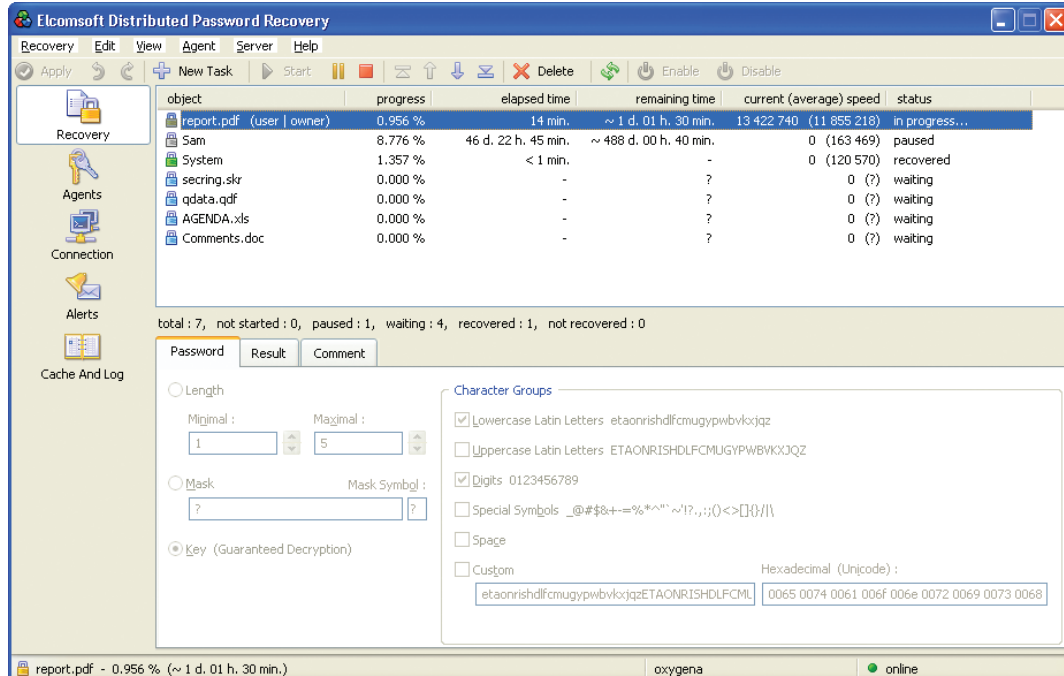 Elcomsoft Distributed Password Recovery
Recovery Edit View Agent Server Help
Apply New Task Start Delete Enable Disable
object progress elapsed time remaining time current (average) speed status
report.pdf (user | owner) 0.956 % 14 min. ~ 1 d. 01 h. 30 min. 13 422 740 (11 855 218) in progress...
Sam 8.776 % 46 d. 22 h. 45 min. ~ 488 d. 00 h. 40 min. 0 (163 469) paused
System 1.357 % < 1 min. - 0 (120 570) recovered
secring.skr 0.000 % - ? 0 (?) waiting
qdata.qdf 0.000 % - ? 0 (?) waiting
AGENDA.xls 0.000 % - ? 0 (?) waiting
Comments.doc 0.000 % - ? 0 (?) waiting
Recovery
Agents
Connection
Alerts
Cache And Log
total : 7, not started : 0, paused : 1, waiting : 4, recovered : 1, not recovered : 0
Password Result Comment
Length
Minimal : Maximal :
1 5
Mask Mask Symbol :
? ?
Key (Guaranteed Decryption)
Character Groups
Lowercase Latin Letters etaonrishdlfcmugypwbvkxjqz
Uppercase Latin Letters ETAONRISHDLFCMUGYPWBVKXJQZ
Digits 0123456789
Special Symbols _@#$&+-=%*^"`~'!?.,:;()<>[]{}/|\
Space
Custom Hexadecimal (Unicode) :
etaonrishdlfcmugypwbvkxjqzETAONRISHDLFCML 0065 0074 0061 006f 006e 0072 0069 0073 0068
report.pdf - 0.956 % (~ 1 d. 01 h. 30 min.) oxygena online